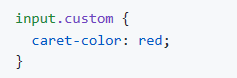 input.custom {
  caret-color: red;
}